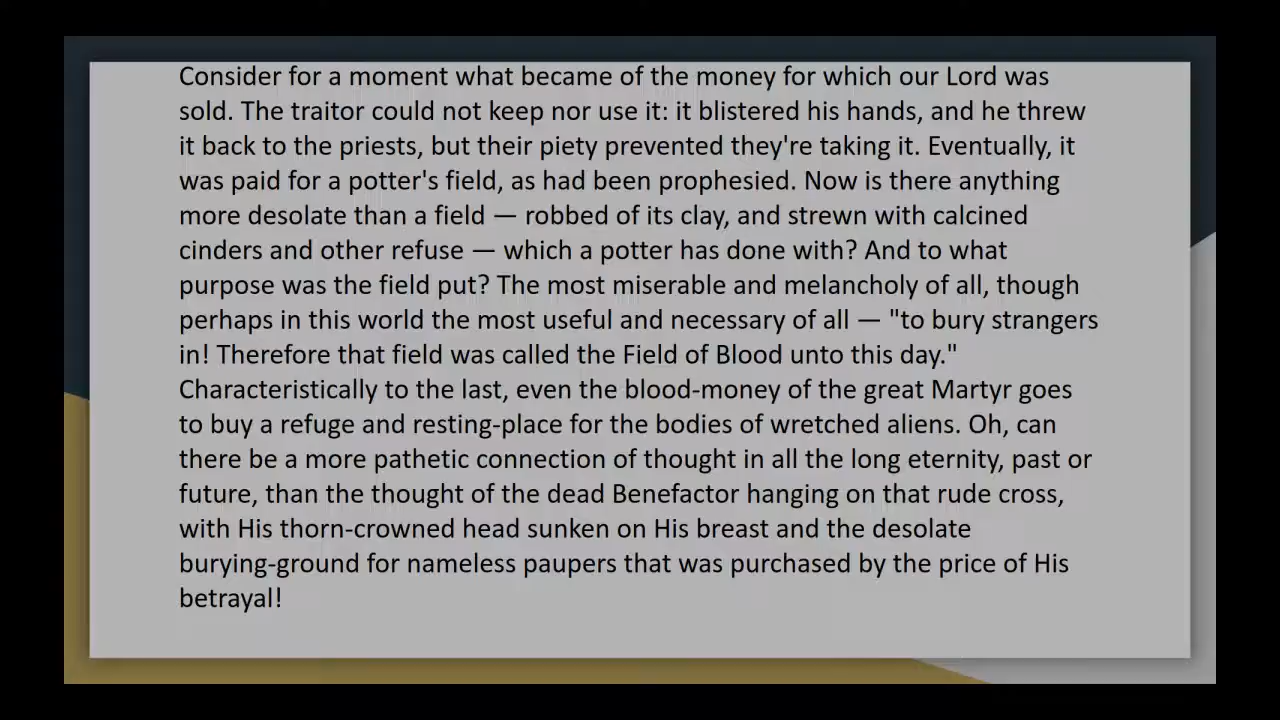 Consider for a moment what became of the money for which our Lord was
sold. The traitor could not keep nor use it: it blistered his hands, and he threw
it back to the priests, but their piety prevented they're taking it. Eventually, it
was paid for a potter's field, as had been prophesied. Now is there anything
more desolate than a field — robbed of its clay, and strewn with calcined
cinders and other refuse — which a potter has done with? And to what
purpose was the field put? The most miserable and melancholy of all, though
perhaps in this world the most useful and necessary of all — "to bury strangers
in! Therefore that field was called the Field of Blood unto this day."
Characteristically to the last, even the blood-money of the great Martyr goes
to buy a refuge and resting-place for the bodies of wretched aliens. Oh, can
there be a more pathetic connection of thought in all the long eternity, past or
future, than the thought of the dead Benefactor hanging on that rude cross,
with His thorn-crowned head sunken on His breast and the desolate
burying-ground for nameless paupers that was purchased by the price of His
betrayal!